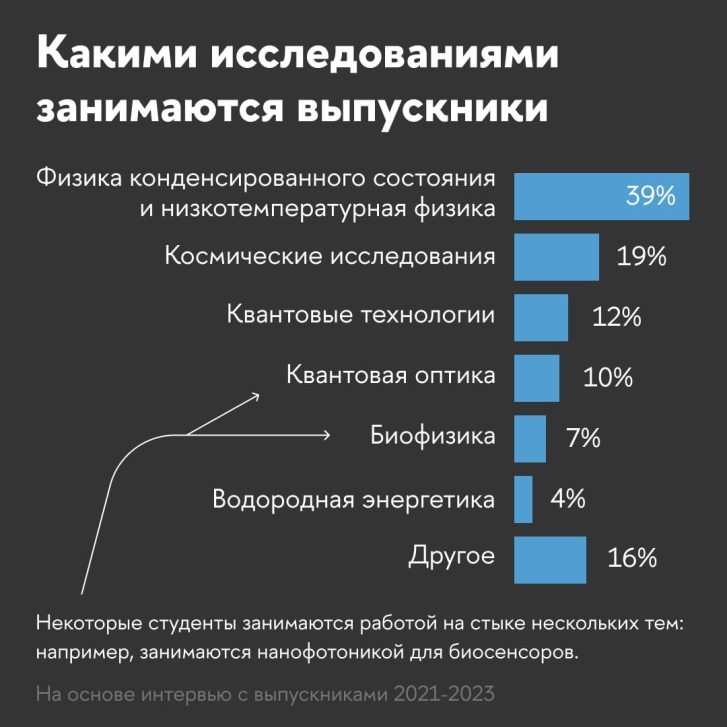 Какими исследованиями
занимаются выпускники
Физика конденсированного состояния
и низкотемпературная физика
39%
Космические исследования
19%
Квантовые технологии
12%
Квантовая оптика
10%
Биофизика
7%
Водородная энергетика
4%
Другое
16%
Некоторые студенты занимаются работой на стыке нескольких тем:
например, занимаются нанофотоникой для биосенсоров.
На основе интервью с выпускниками 2021-2023